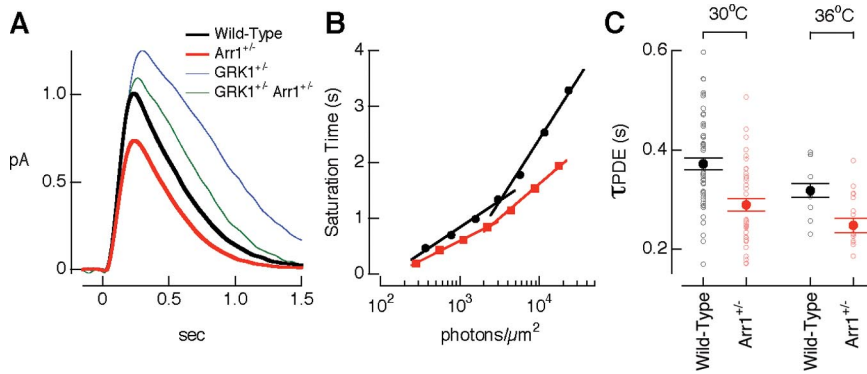 A
Wild-Type
Arr1+/-
GRK1+/-
GRK1+/- Arr1+/-
1.0
pA
0
0
0.5
1.0
1.5
sec
B
Saturation Time (s)
4
3
2
1
0
10²
10³
10⁴
photons/µm²
C
30°C
36°C
τPDE (s)
0.6
0.4
0.2
Wild-Type
Arr1+/-
Wild-Type
Arr1+/-